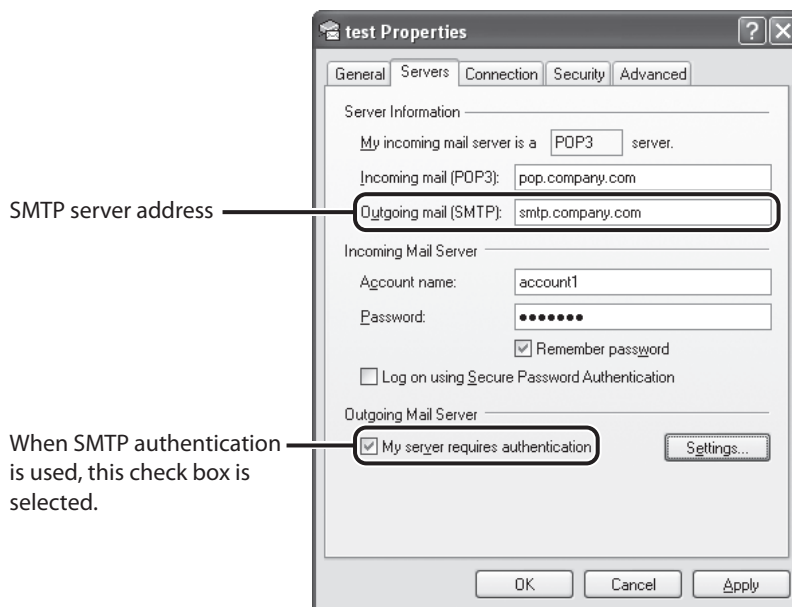 test Properties
General Servers Connection Security Advanced
Server Information
My incoming mail server is a POP3 server.
Incoming mail (POP3): pop.company.com
SMTP server address
Outgoing mail (SMTP): smtp.company.com
Incoming Mail Server
Account name: account1
Password: •••••••
Remember password
Log on using Secure Password Authentication
Outgoing Mail Server
When SMTP authentication
is used, this check box is
selected.
My server requires authentication Settings...
OK Cancel Apply